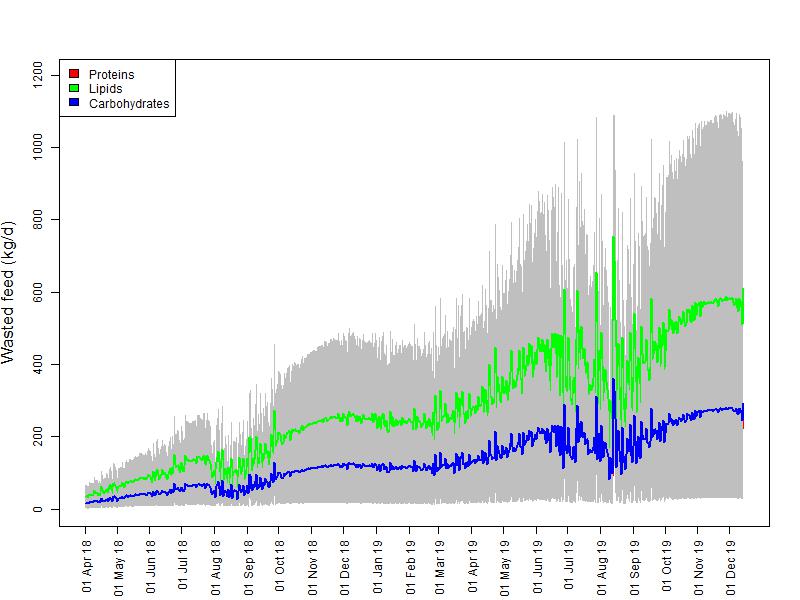 Proteins
Lipids
Carbohydrates
Wasted feed (kg/d)
1200
1000
800
600
400
200
0
01 Apr 18
01 May 18
01 Jun 18
01 Jul 18
01 Aug 18
01 Sep 18
01 Oct 18
01 Nov 18
01 Dec 18
01 Jan 19
01 Feb 19
01 Mar 19
01 Apr 19
01 May 19
01 Jun 19
01 Jul 19
01 Aug 19
01 Sep 19
01 Oct 19
01 Nov 19
01 Dec 19